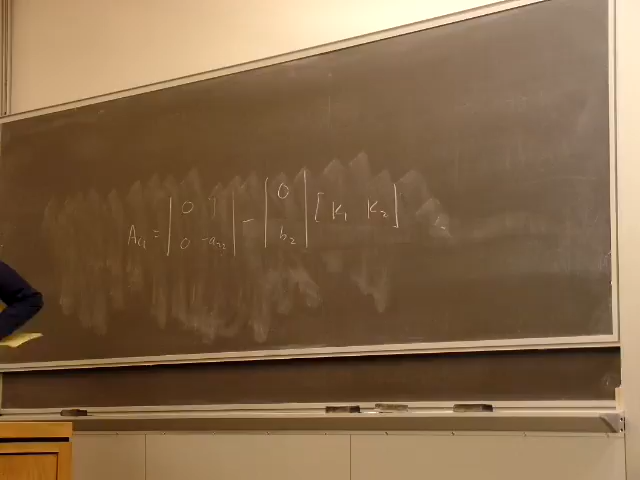 A_cl = | 0 1 | - | 0 | [ K_1 K_2 ]
| 0 -a_22 | | b_2 |